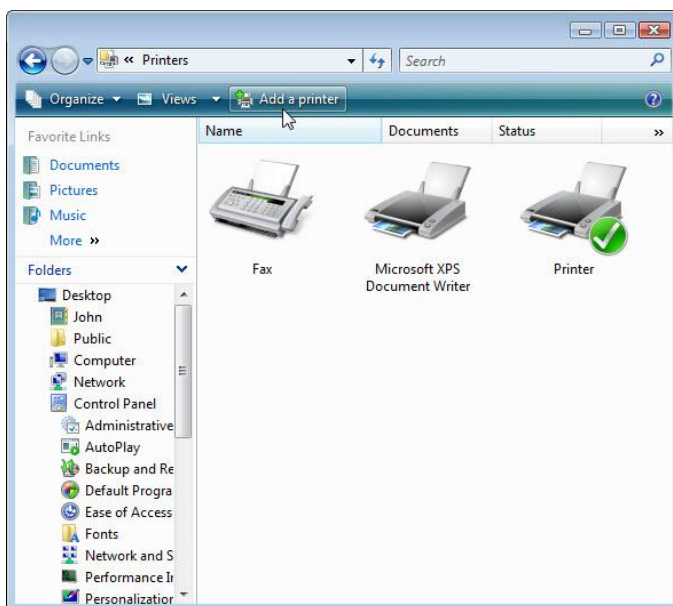 « Printers
Search
Organize Views Add a printer
Favorite Links
Documents
Pictures
Music
More »
Folders
Desktop
John
Public
Computer
Network
Control Panel
Administrative
AutoPlay
Backup and Re
Default Progra
Ease of Access
Fonts
Network and S
Performance Ir
Personalization
Name Documents Status »
Fax
Microsoft XPS
Document Writer
Printer